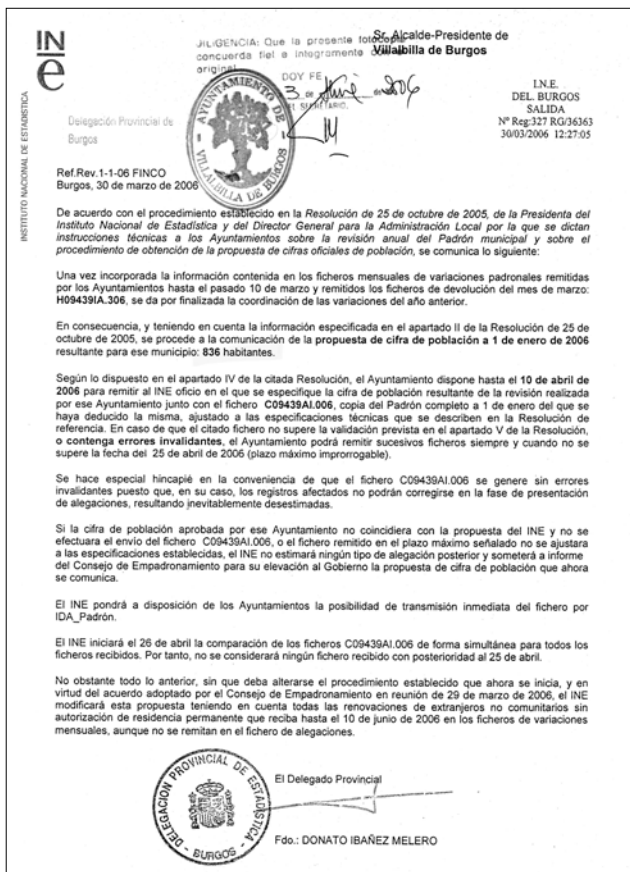 INe
INSTITUTO NACIONAL DE ESTADISTICA
Delegación Provincial de
Burgos
DILIGENCIA: Que la presente fotocopia
concuerda fiel e integramente con el
original.
DOY FE
3 de de 2006
EL SECRETARIO,
AYUNTAMIENTO DE VILLALBILLA DE BURGOS
Sr. Alcalde-Presidente de
Villalbilla de Burgos
I.N.E.
DEL. BURGOS
SALIDA
Nº Reg:327 RG/36363
30/03/2006 12:27:05
Ref.Rev.1-1-06 FINCO
Burgos, 30 de marzo de 2006
De acuerdo con el procedimiento establecido en la Resolución de 25 de octubre de 2005, de la Presidenta del
Instituto Nacional de Estadística y del Director General para la Administración Local por la que se dictan
instrucciones técnicas a los Ayuntamientos sobre la revisión anual del Padrón municipal y sobre el
procedimiento de obtención de la propuesta de cifras oficiales de población, se comunica lo siguiente:
Una vez incorporada la información contenida en los ficheros mensuales de variaciones padronales remitidas
por los Ayuntamientos hasta el pasado 10 de marzo y remitidos los ficheros de devolución del mes de marzo:
H09439IA.306, se da por finalizada la coordinación de las variaciones del año anterior.
En consecuencia, y teniendo en cuenta la información especificada en el apartado II de la Resolución de 25 de
octubre de 2005, se procede a la comunicación de la propuesta de cifra de población a 1 de enero de 2006
resultante para ese municipio: 836 habitantes.
Según lo dispuesto en el apartado IV de la citada Resolución, el Ayuntamiento dispone hasta el 10 de abril de
2006 para remitir al INE oficio en el que se especifique la cifra de población resultante de la revisión realizada
por ese Ayuntamiento junto con el fichero C09439AI.006, copia del Padrón completo a 1 de enero del que se
haya deducido la misma, ajustado a las especificaciones técnicas que se describen en la Resolución de
referencia. En caso de que el citado fichero no supere la validación prevista en el apartado V de la Resolución,
o contenga errores invalidantes, el Ayuntamiento podrá remitir sucesivos ficheros siempre y cuando no se
supere la fecha del 25 de abril de 2006 (plazo máximo improrrogable).
Se hace especial hincapié en la conveniencia de que el fichero C09439AI.006 se genere sin errores
invalidantes puesto que, en su caso, los registros afectados no podrán corregirse en la fase de presentación
de alegaciones, resultando inevitablemente desestimadas.
Si la cifra de población aprobada por ese Ayuntamiento no coincidiera con la propuesta del INE y no se
efectuara el envío del fichero C09439AI.006, o el fichero remitido en el plazo máximo señalado no se ajustara
a las especificaciones establecidas, el INE no estimará ningún tipo de alegación posterior y someterá a informe
del Consejo de Empadronamiento para su elevación al Gobierno la propuesta de cifra de población que ahora
se comunica.
El INE pondrá a disposición de los Ayuntamientos la posibilidad de transmisión inmediata del fichero por
IDA_Padrón.
El INE iniciará el 26 de abril la comparación de los ficheros C09439AI.006 de forma simultánea para todos los
ficheros recibidos. Por tanto, no se considerará ningún fichero recibido con posterioridad al 25 de abril.
No obstante todo lo anterior, sin que deba alterarse el procedimiento establecido que ahora se inicia, y en
virtud del acuerdo adoptado por el Consejo de Empadronamiento en reunión de 29 de marzo de 2006, el INE
modificará esta propuesta teniendo en cuenta todas las renovaciones de extranjeros no comunitarios sin
autorización de residencia permanente que reciba hasta el 10 de junio de 2006 en los ficheros de variaciones
mensuales, aunque no se remitan en el fichero de alegaciones.
DELEGACION PROVINCIAL DE ESTADISTICA
- BURGOS -
El Delegado Provincial
Fdo.: DONATO IBAÑEZ MELERO